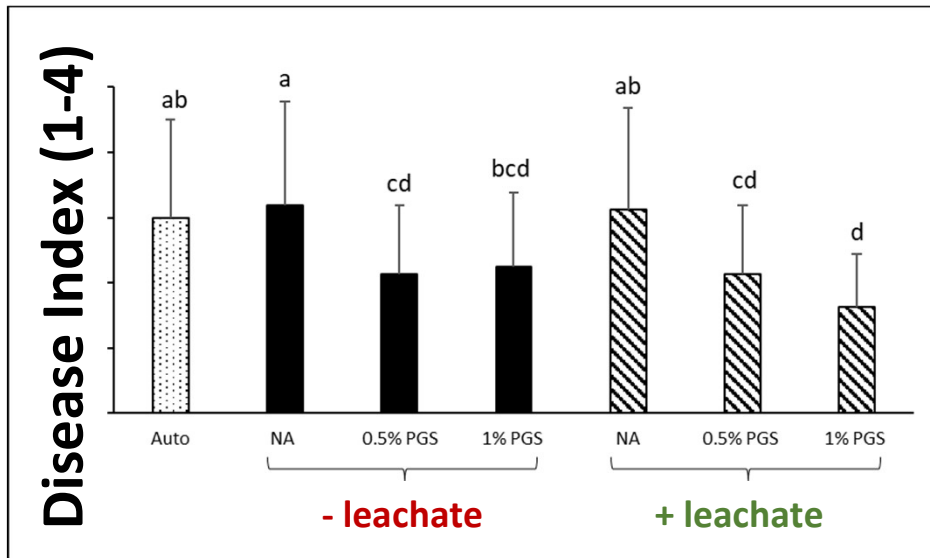 Disease Index (1-4)
ab
a
cd
bcd
ab
cd
d
Auto
NA
0.5% PGS
1% PGS
NA
0.5% PGS
1% PGS
- leachate
+ leachate